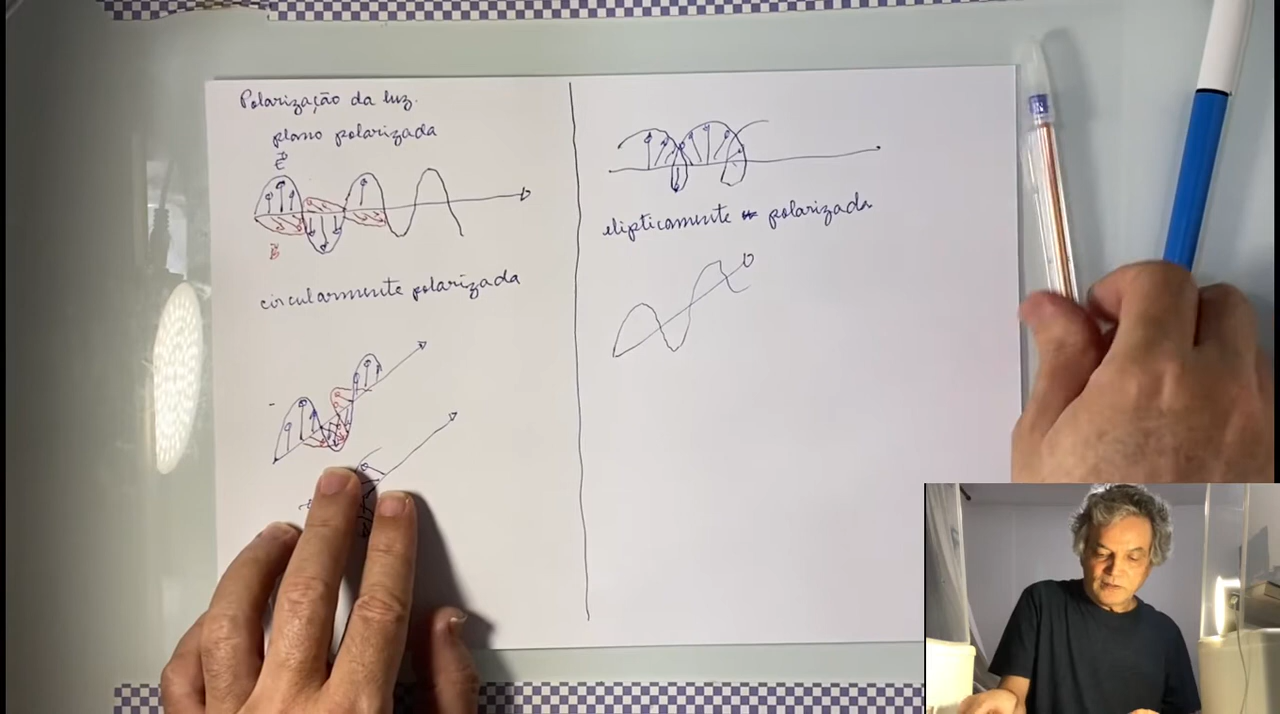 Polarização da luz.
plano polarizada
E
B
circularmente polarizada
elipticamente polarizada